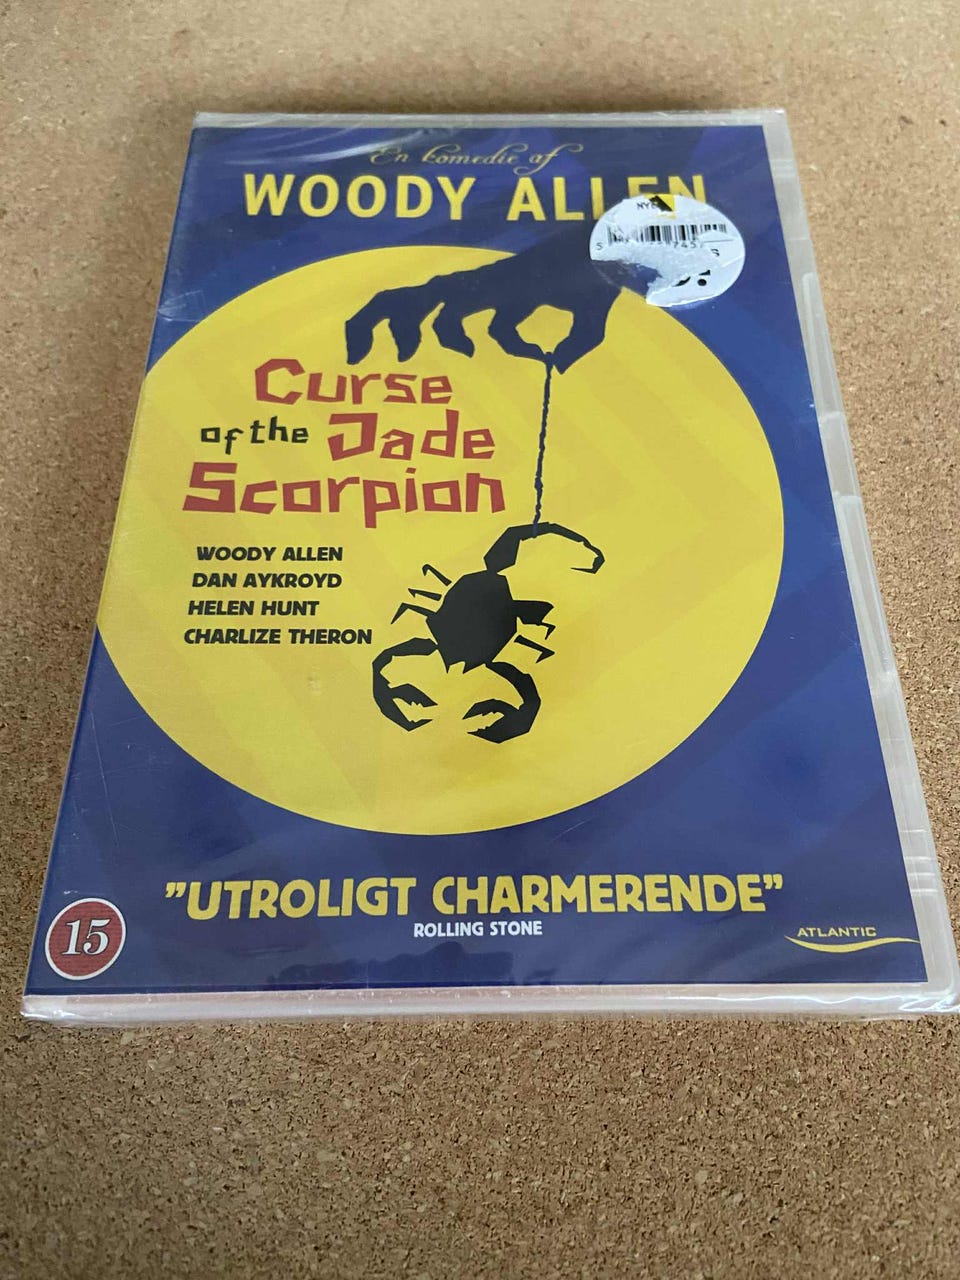 En komedie af
WOODY ALLEN
Curse
of the Jade
Scorpion
WOODY ALLEN
DAN AYKROYD
HELEN HUNT
CHARLIZE THERON
"UTROLIGT CHARMERENDE"
ROLLING STONE
15
ATLANTIC